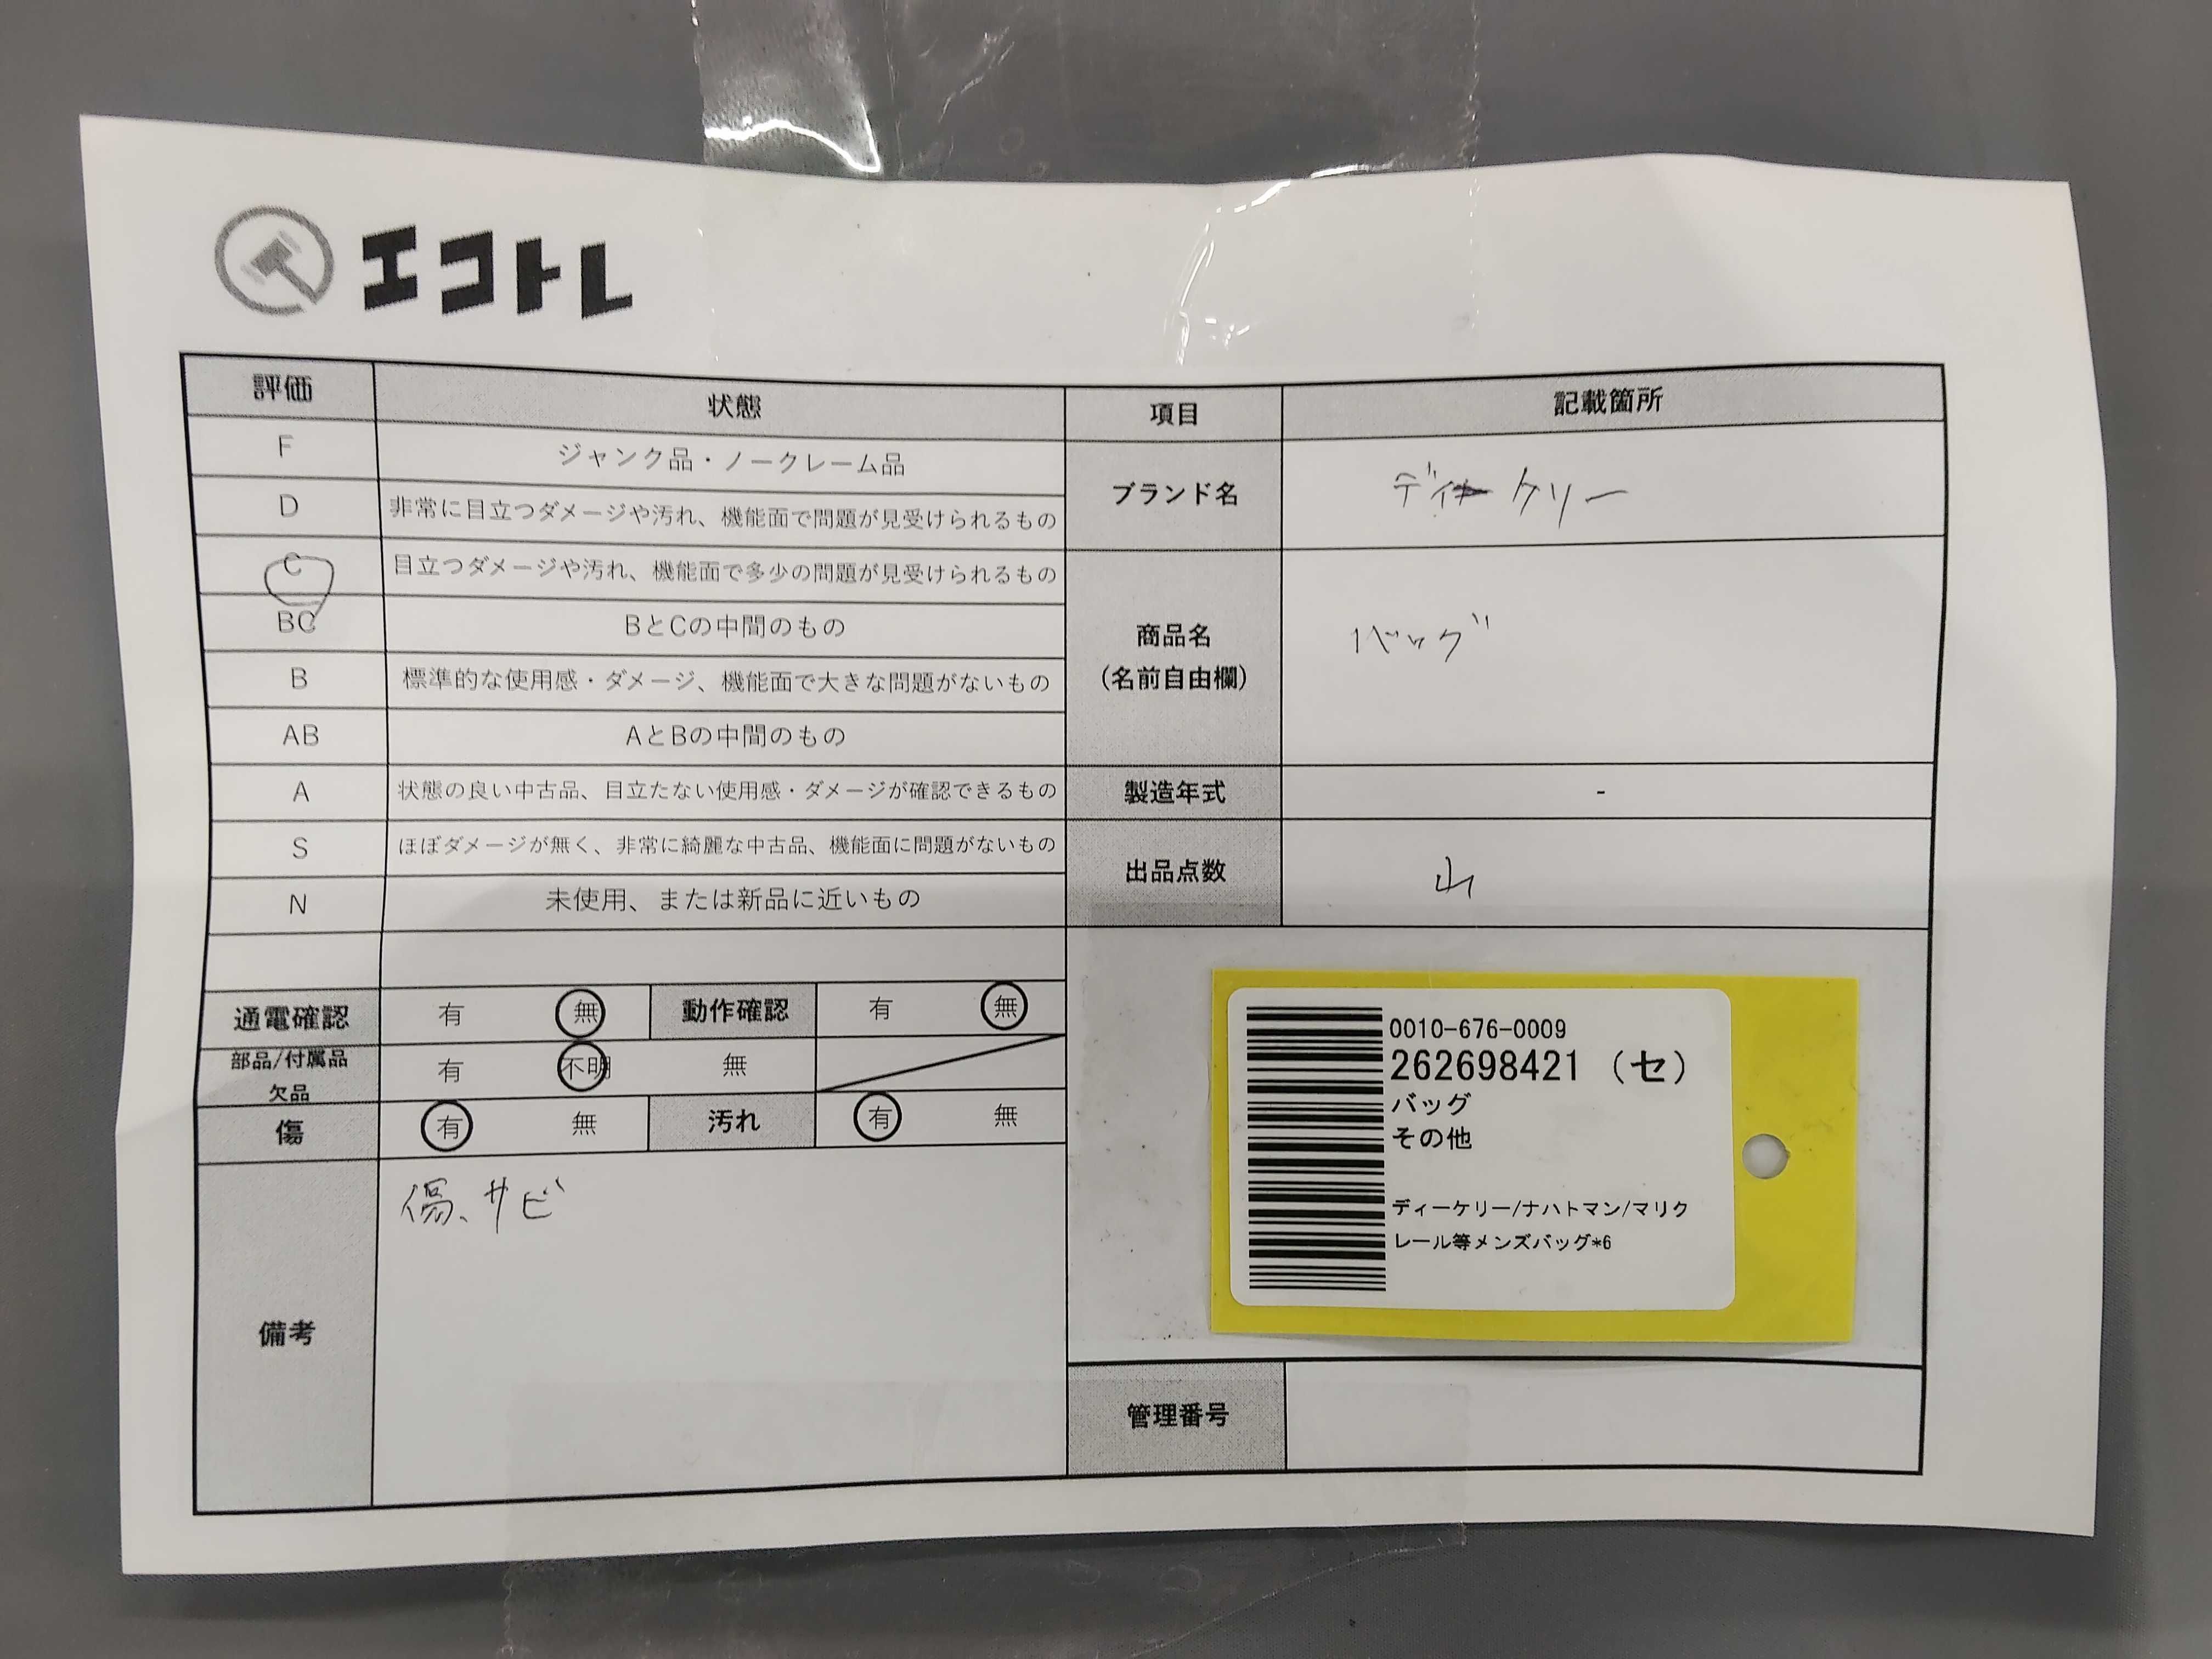 エコトレ
評価 状態 項目 記載箇所
F ジャンク品・ノークレーム品
D 非常に目立つダメージや汚れ、機能面で問題が見受けられるもの
ブランド名 ディーケリー
C 目立つダメージや汚れ、機能面で多少の問題が見受けられるもの
BC BとCの中間のもの
商品名
(名前自由欄)
バッグ
B 標準的な使用感・ダメージ、機能面で大きな問題がないもの
AB AとBの中間のもの
A 状態の良い中古品、目立たない使用感・ダメージが確認できるもの
製造年式 -
S ほぼダメージが無く、非常に綺麗な中古品、機能面に問題がないもの
出品点数 山
N 未使用、または新品に近いもの
通電確認 有 無 動作確認 有 無
部品/付属品
欠品
有 不明 無
傷 有 無 汚れ 有 無
備考
傷、サビ
0010-676-0009
262698421 (セ)
バッグ
その他
ディーケリー/ナハトマン/マリク
レール等メンズバッグ*6
管理番号